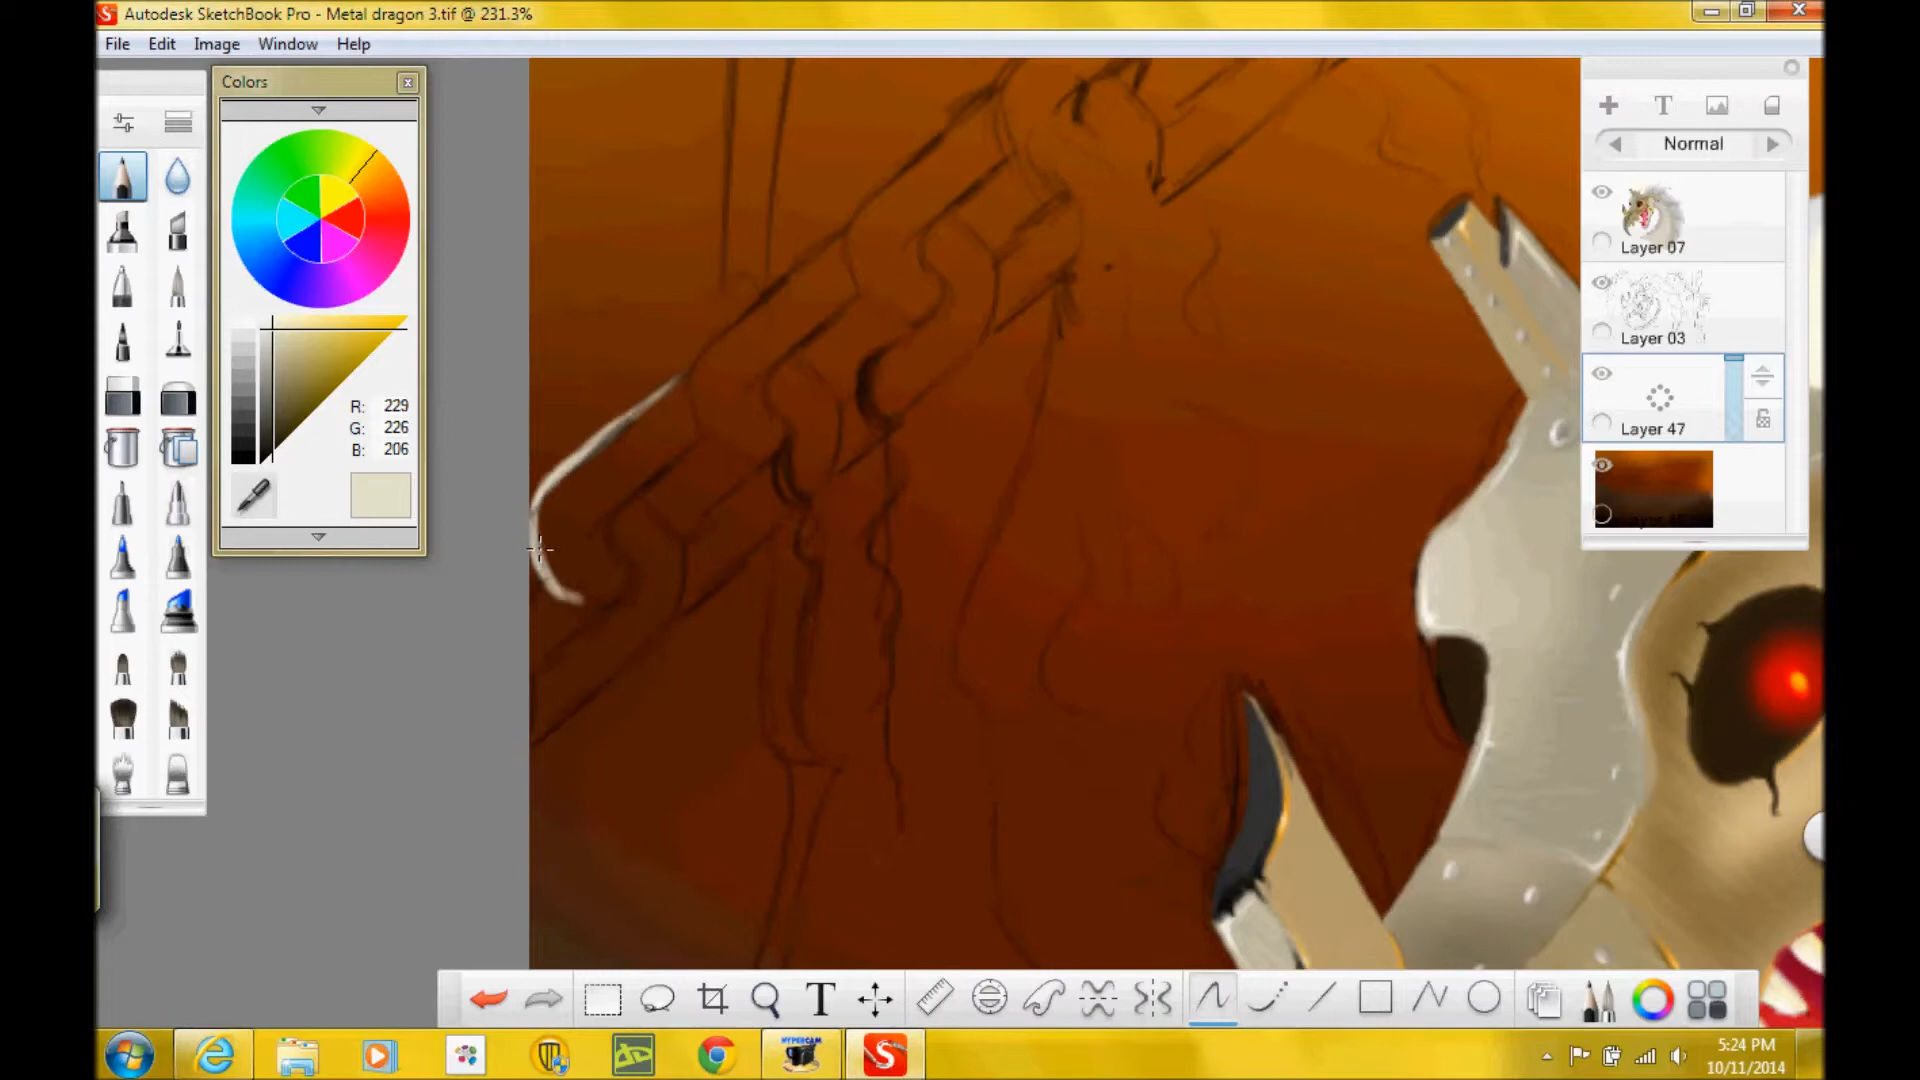 Autodesk SketchBook Pro - Metal dragon 3.tif @ 231.3%
File Edit Image Window Help
Colors
R: 229
G: 226
B: 206
T
Normal
Layer 07
Layer 03
Layer 47
T
HYPERCAM
5:24 PM
10/11/2014